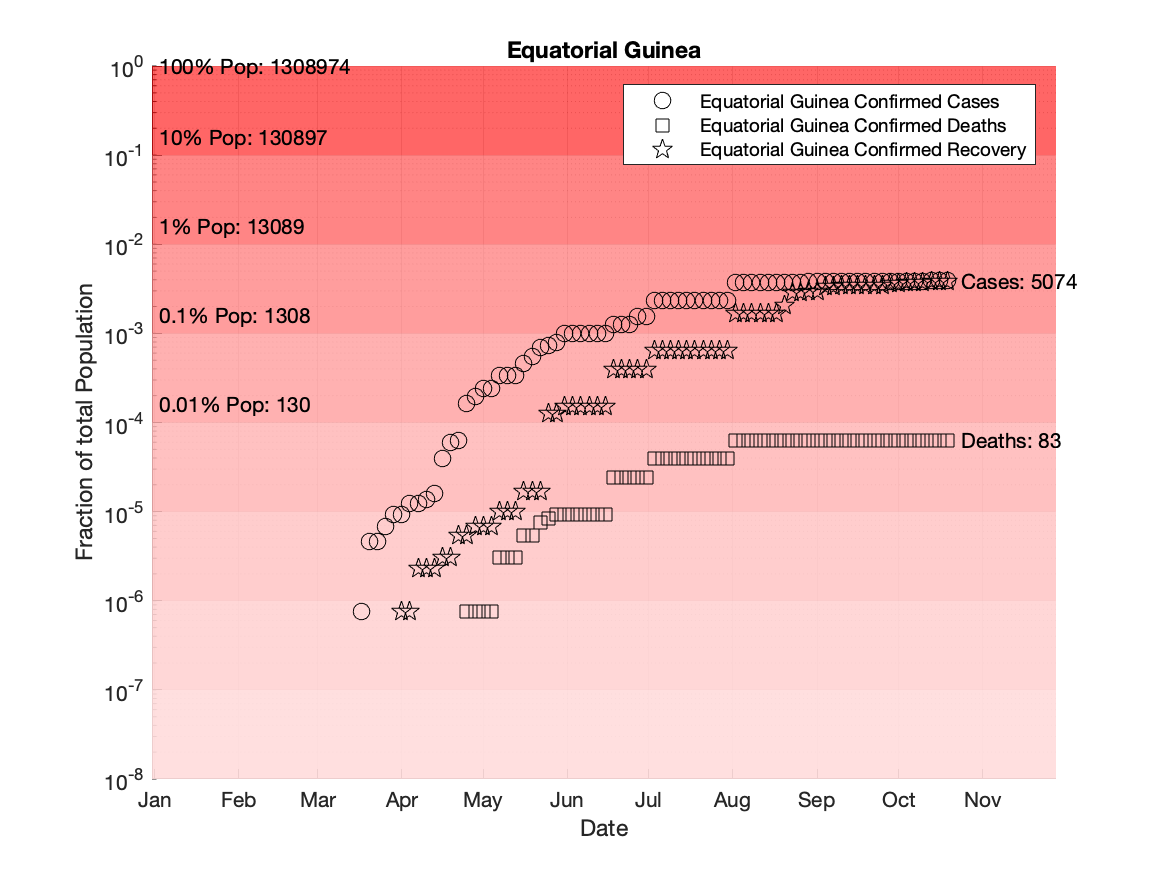 Equatorial Guinea
Equatorial Guinea Confirmed Cases
Equatorial Guinea Confirmed Deaths
Equatorial Guinea Confirmed Recovery
100% Pop: 1308974
10% Pop: 130897
1% Pop: 13089
0.1% Pop: 1308
0.01% Pop: 130
Cases: 5074
Deaths: 83
Fraction of total Population
10^0
10^-1
10^-2
10^-3
10^-4
10^-5
10^-6
10^-7
10^-8
Jan Feb Mar Apr May Jun Jul Aug Sep Oct Nov
Date